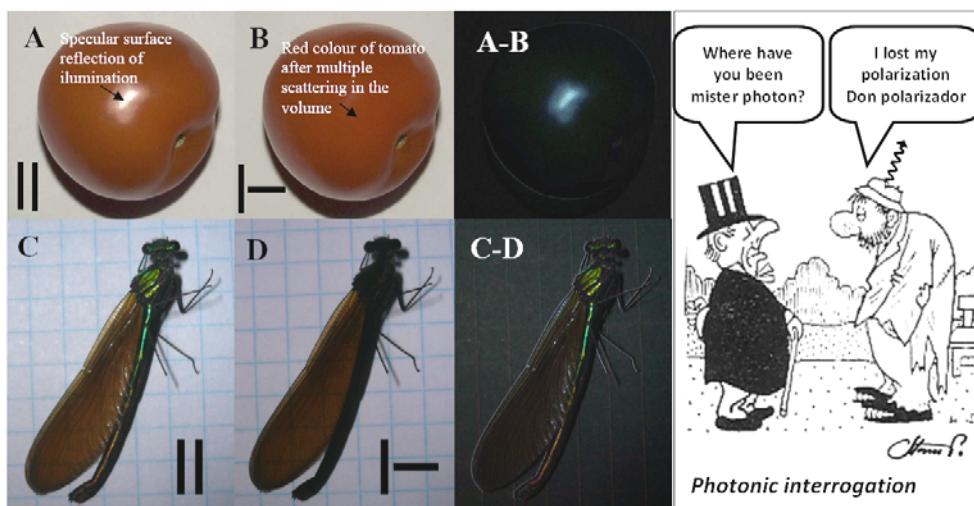 A
Specular surface
reflection of
ilumination
B
Red colour of tomato
after multiple
scattering in the
volume
A-B
C
D
C-D
Where have
you been
mister photon?
I lost my
polarization
Don polarizador
Photonic interrogation